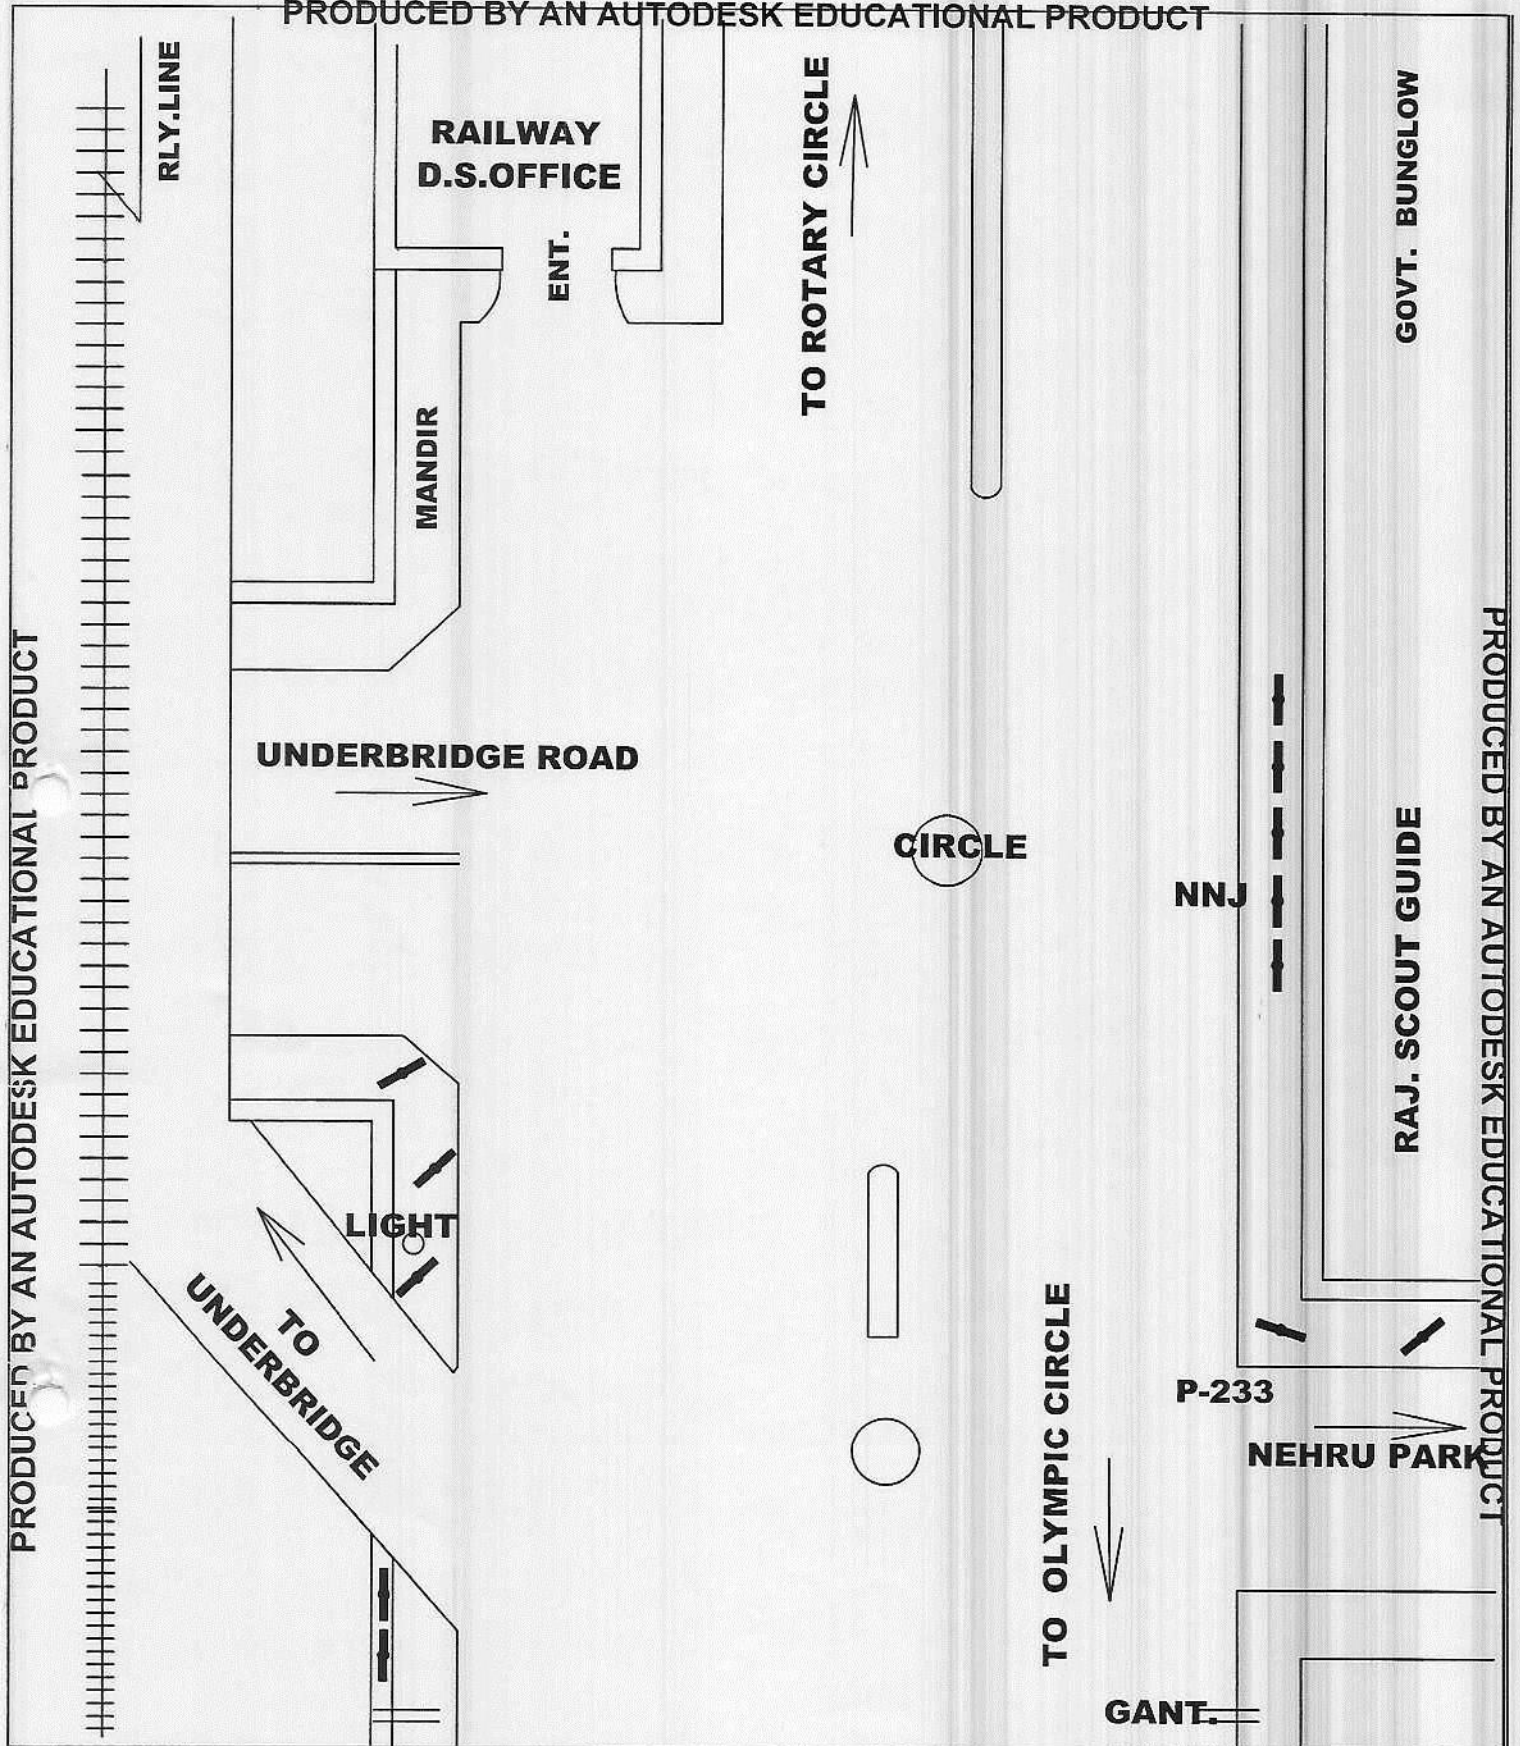 PRODUCED BY AN AUTODESK EDUCATIONAL PRODUCT
RLY.LINE
RAILWAY
D.S.OFFICE
ENT.
TO ROTARY CIRCLE
GOVT. BUNGLOW
MANDIR
UNDERBRIDGE ROAD
CIRCLE
NNJ
RAJ. SCOUT GUIDE
PRODUCED BY AN AUTODESK EDUCATIONAL PRODUCT
PRODUCED BY AN AUTODESK EDUCATIONAL PRODUCT
LIGHT
TO
UNDERBRIDGE
TO OLYMPIC CIRCLE
P-233
NEHRU PARK
GANT.